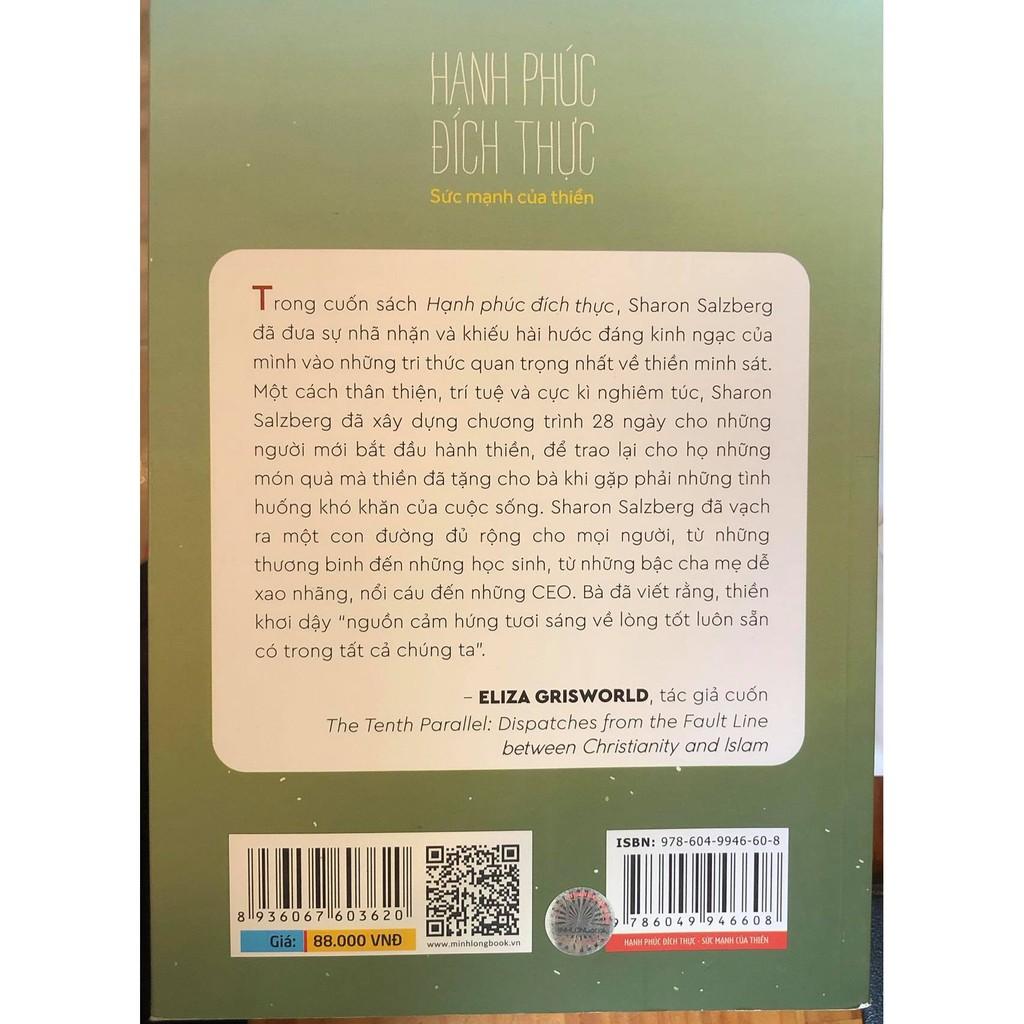 HẠNH PHÚC
ĐÍCH THỰC
Sức mạnh của thiền
Trong cuốn sách Hạnh phúc đích thực, Sharon Salzberg
đã đưa sự nhã nhặn và khiếu hài hước đáng kinh ngạc của
mình vào những tri thức quan trọng nhất về thiền minh sát.
Một cách thân thiện, trí tuệ và cực kì nghiêm túc, Sharon
Salzberg đã xây dựng chương trình 28 ngày cho những
người mới bắt đầu hành thiền, để trao lại cho họ những
món quà mà thiền đã tặng cho bà khi gặp phải những tình
huống khó khăn của cuộc sống. Sharon Salzberg đã vạch
ra một con đường đủ rộng cho mọi người, từ những
thương binh đến những học sinh, từ những bậc cha mẹ dễ
xao nhãng, nổi cáu đến những CEO. Bà đã viết rằng, thiền
khơi dậy “nguồn cảm hứng tươi sáng về lòng tốt luôn sẵn
có trong tất cả chúng ta”.
– ELIZA GRISWORLD, tác giả cuốn
The Tenth Parallel: Dispatches from the Fault Line
between Christianity and Islam
8 936067 603620
Giá: 88.000 VNĐ
www.minhlongbook.vn
ISBN: 978-604-9946-60-8
9 786049 946608
HẠNH PHÚC ĐÍCH THỰC - SỨC MẠNH CỦA THIỀN